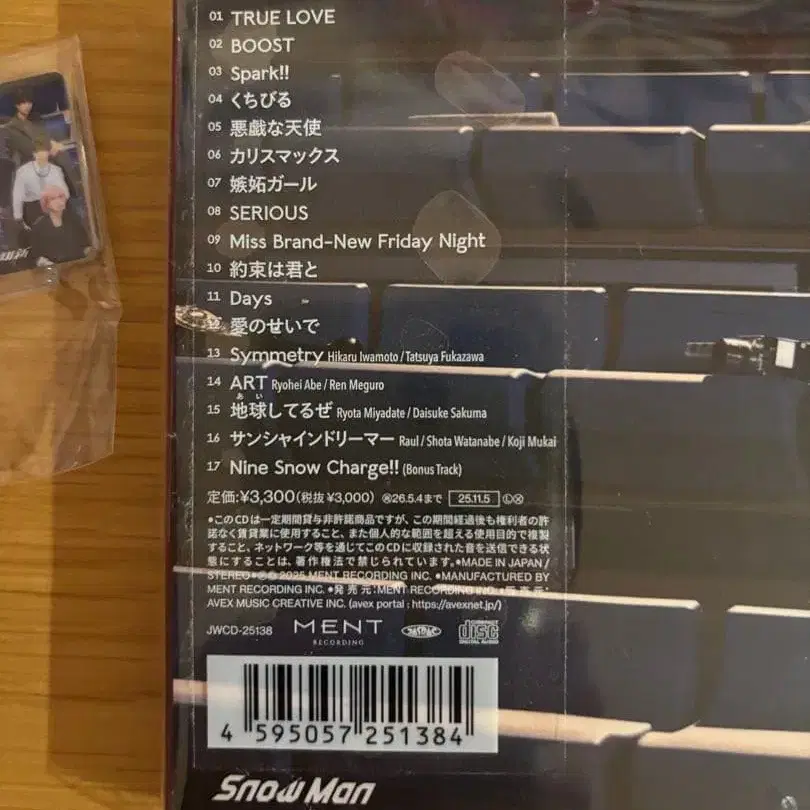 01 TRUE LOVE
02 BOOST
03 Spark!!
04 くちびる
05 悪戯な天使
06 カリスマックス
07 嫉妬ガール
08 SERIOUS
09 Miss Brand-New Friday Night
10 約束は君と
11 Days
12 愛のせいで
13 Symmetry Hikaru Iwamoto / Tatsuya Fukazawa
14 ART Ryohei Abe / Ren Meguro
あい
15 地球してるぜ Ryota Miyadate / Daisuke Sakuma
16 サンシャインドリーマー Raul / Shota Watanabe / Koji Mukai
17 Nine Snow Charge!! (Bonus Track)
定価:¥3,300(税抜¥3,000) 26.5.4まで 25.11.5 Ⓛ
•このCDは一定期間貸与非許諾商品ですが、この期間経過後も権利者の許
諾なく賃貸業に使用すること、また個人的な範囲を超える使用目的で複製
すること、ネットワーク等を通じてこのCDに収録された音を送信できる状
態にすることは、著作権法で禁じられています。•MADE IN JAPAN /
STEREO•℗© 2025 MENT RECORDING INC. •MANUFACTURED BY
MENT RECORDING INC. •発売元:MENT RECORDING INC. •販売元:
AVEX MUSIC CREATIVE INC. (avex portal : https://avexnet.jp/)
JWCD-25138 MENT RECORDING JASRAC COMPACT disc DIGITAL AUDIO
4 595057 251384
Snow Man